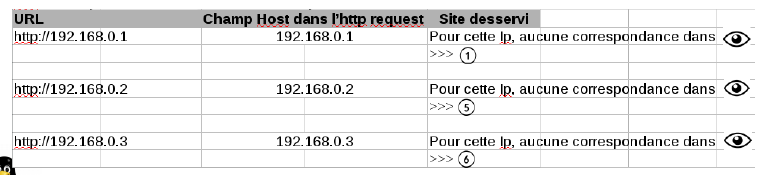 URL Champ Host dans l'http request Site desservi
http://192.168.0.1 192.168.0.1 Pour cette Ip, aucune correspondance dans
>>> ①
http://192.168.0.2 192.168.0.2 Pour cette Ip, aucune correspondance dans
>>> ⑤
http://192.168.0.3 192.168.0.3 Pour cette Ip, aucune correspondance dans
>>> ⑥